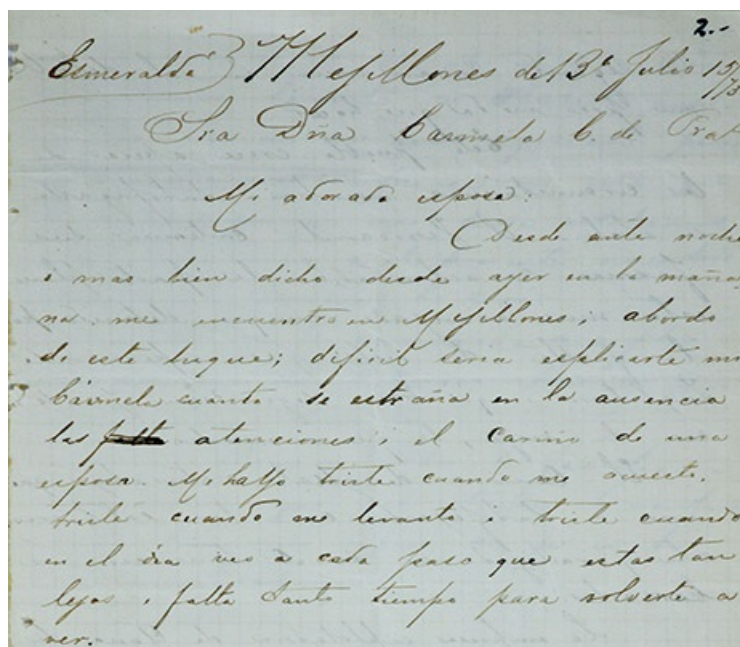 2.-
Esmeralda Mejillones de 13ª Julio 15/73
Sra Dña Carmela C. de Prat
Mi adorada esposa:
Desde ante noche
i mas bien dicho desde ayer en la maña
na me encuentro en Mejillones; abordo
de este buque; dificil seria esplicarte mi
Cármela cuanto se estraña en la ausencia
las atenciones i el cariño de una
esposa. Me hallo triste cuando me acuesto,
triste cuando me levanto i triste cuando
en el dia veo a cada paso que estas tan
lejos i falta tanto tiempo para volverte a
ver.